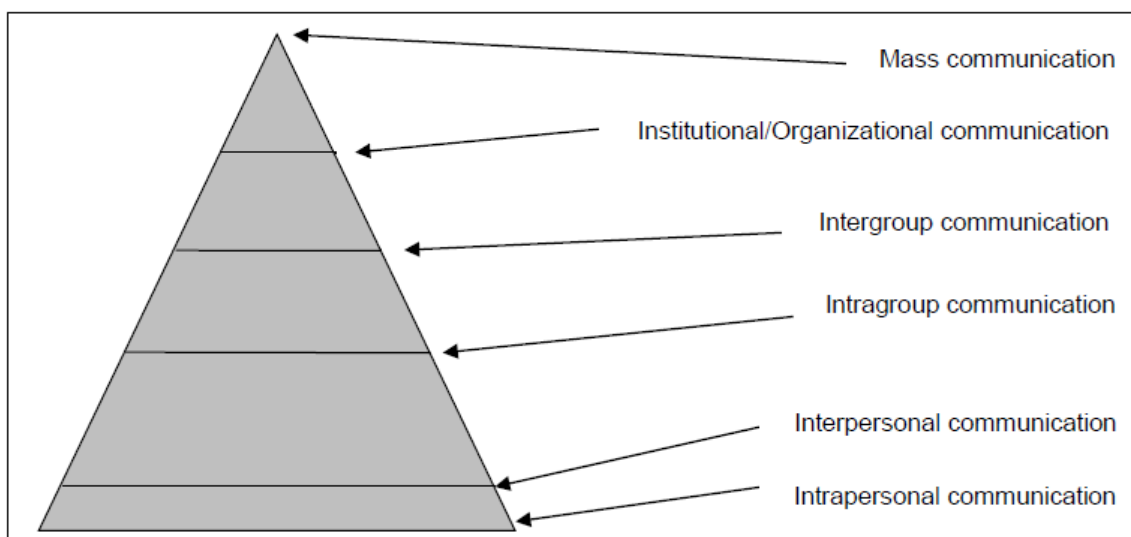 Mass communication
Institutional/Organizational communication
Intergroup communication
Intragroup communication
Interpersonal communication
Intrapersonal communication